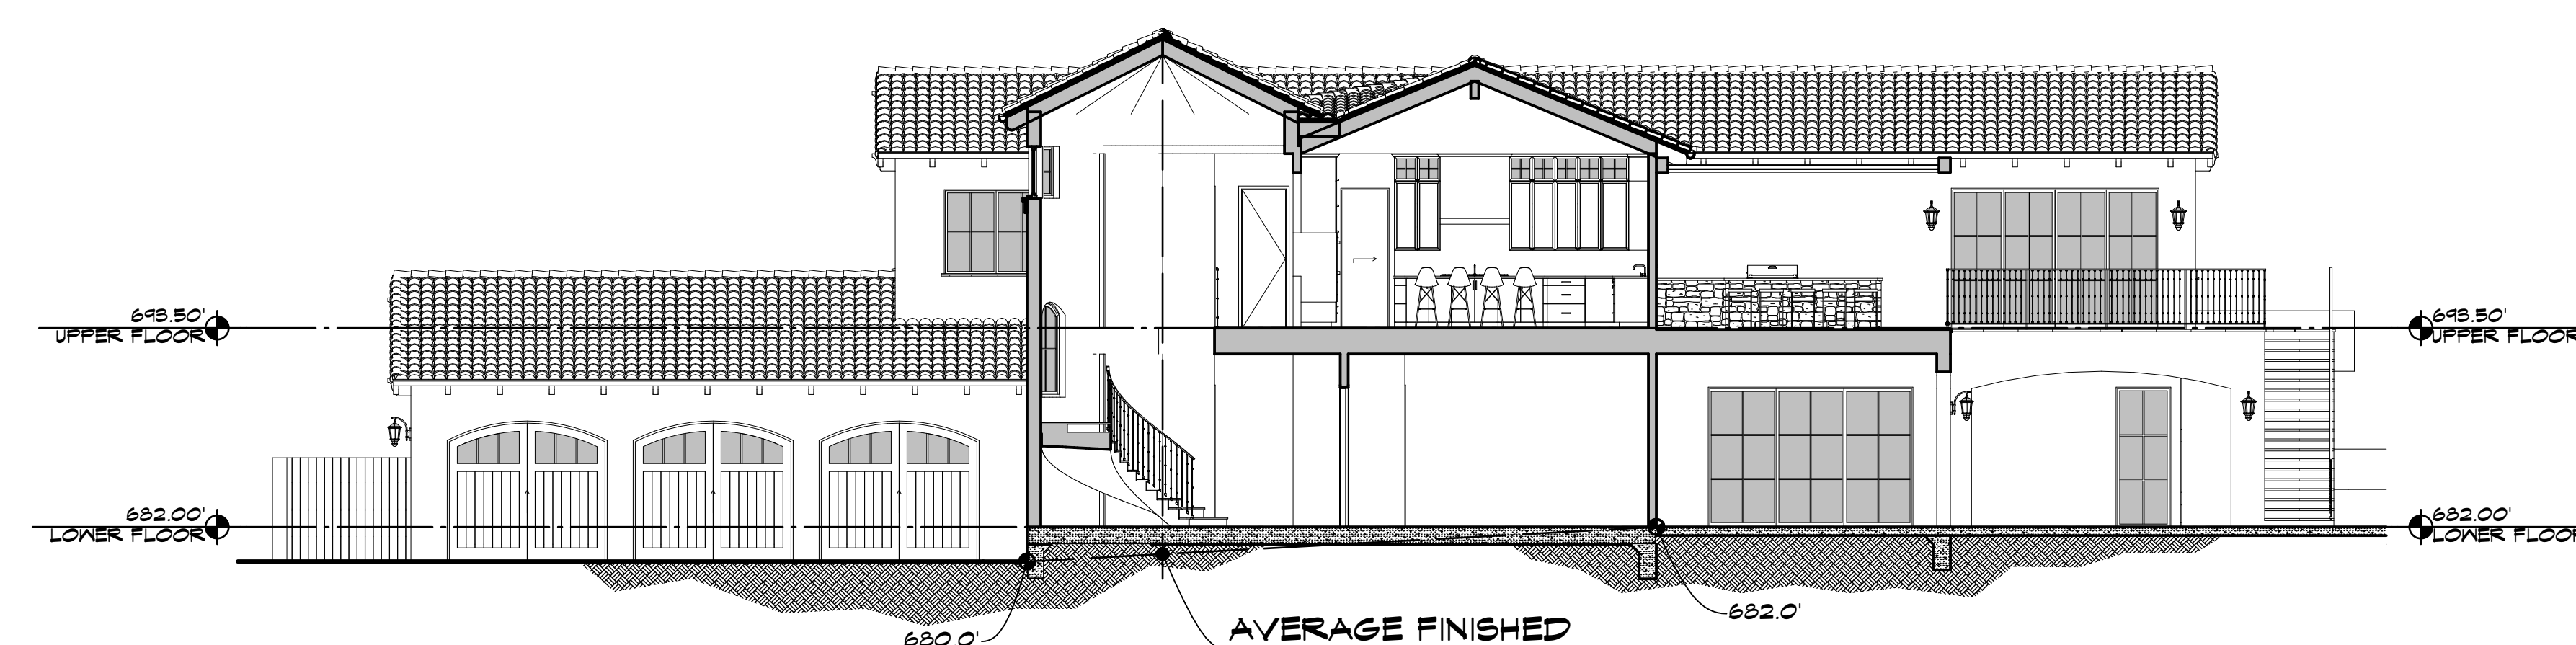 693.50'
UPPER FLOOR
693.50'
UPPER FLOOR
682.00'
LOWER FLOOR
682.00'
LOWER FLOOR
682.0'
AVERAGE FINISHED
680.0'